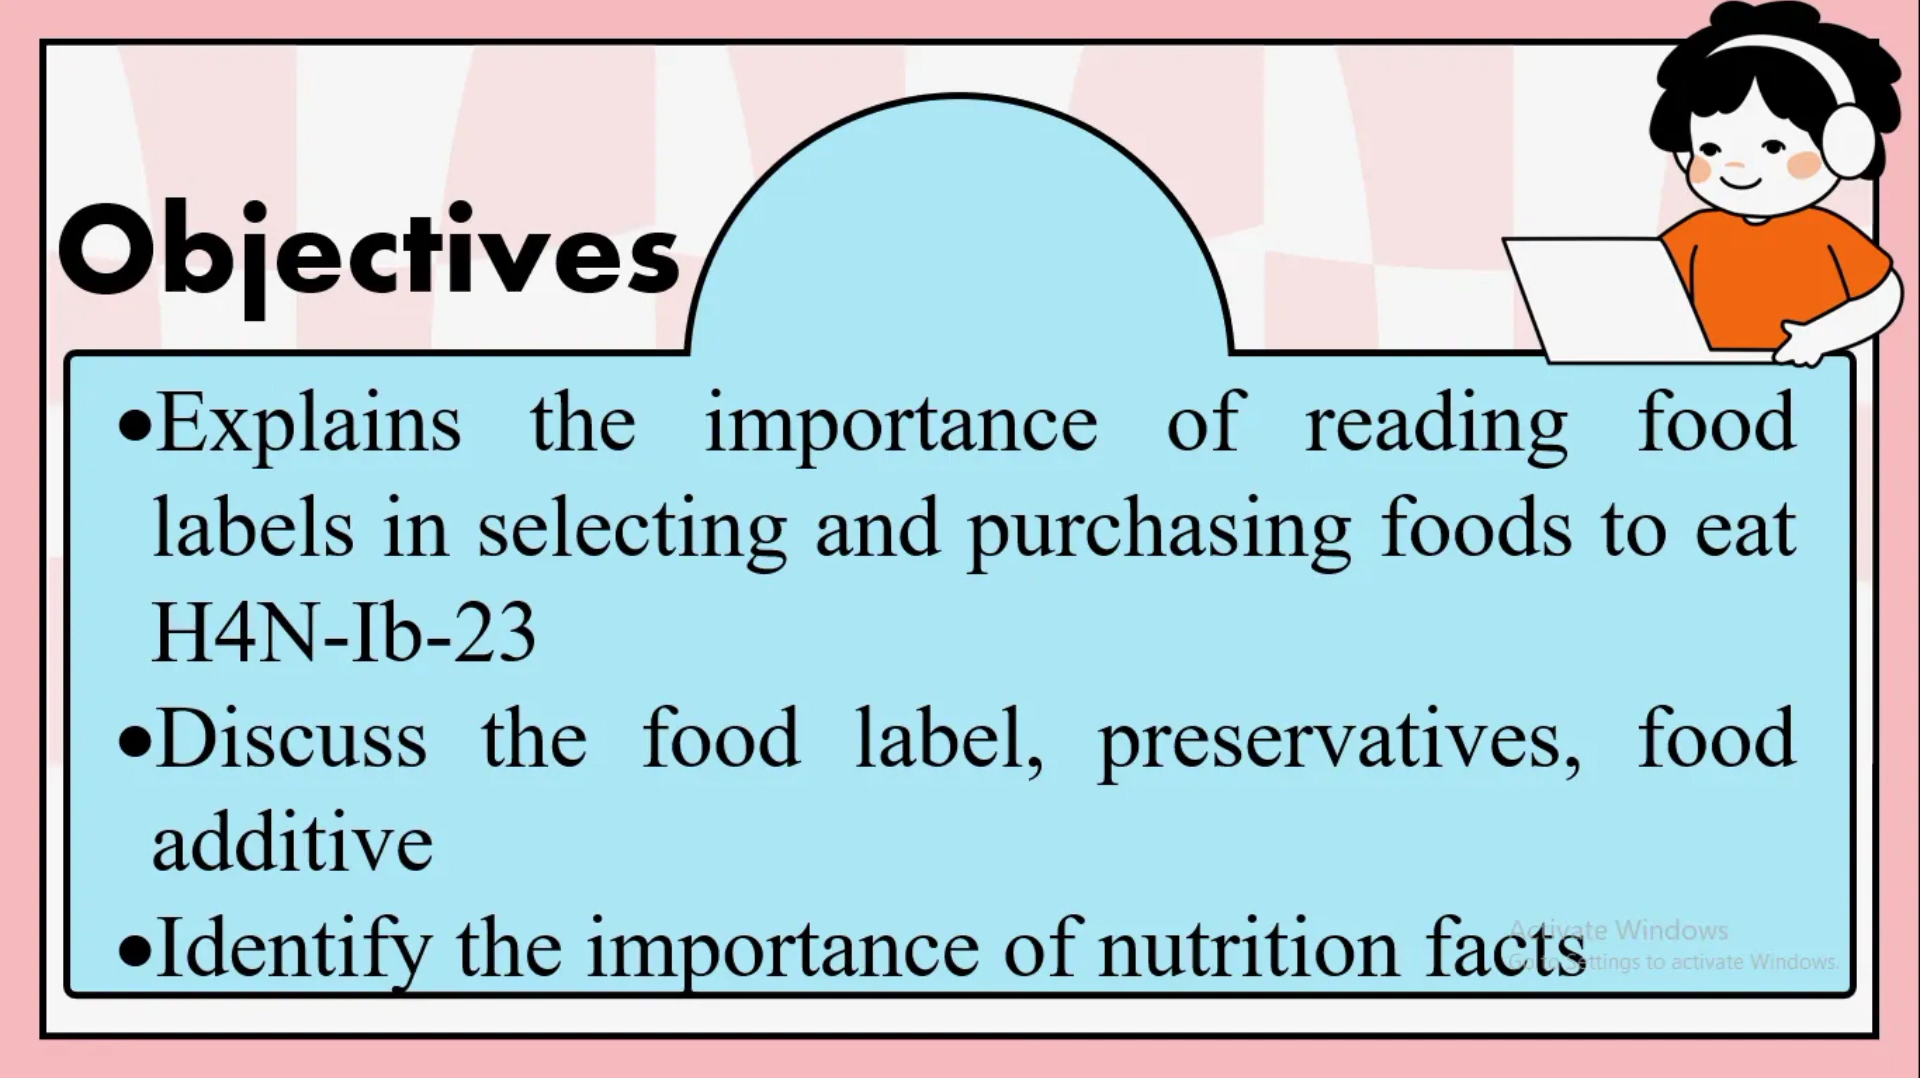 Objectives
•Explains the importance of reading food
labels in selecting and purchasing foods to eat
H4N-Ib-23
•Discuss the food label, preservatives, food
additive
•Identify the importance of nutrition facts
Activate Windows
Go to Settings to activate Windows.